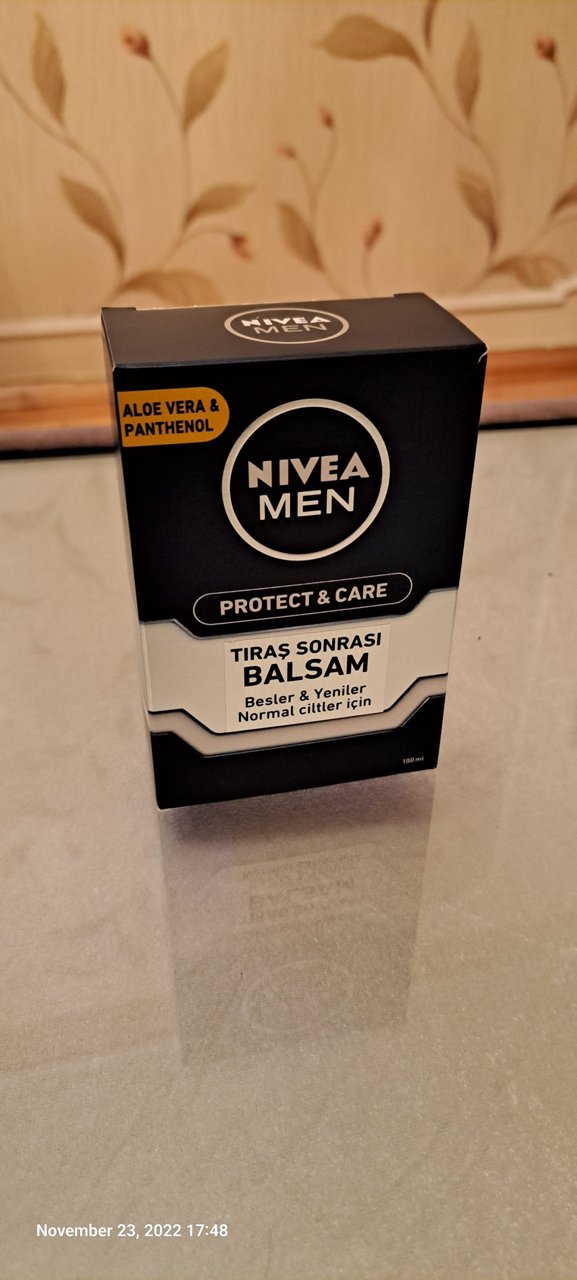 NIVEA
MEN
ALOE VERA &
PANTHENOL
NIVEA
MEN
PROTECT & CARE
TIRAŞ SONRASI
BALSAM
Besler & Yeniler
Normal ciltler için
100 ml
November 23, 2022 17:48